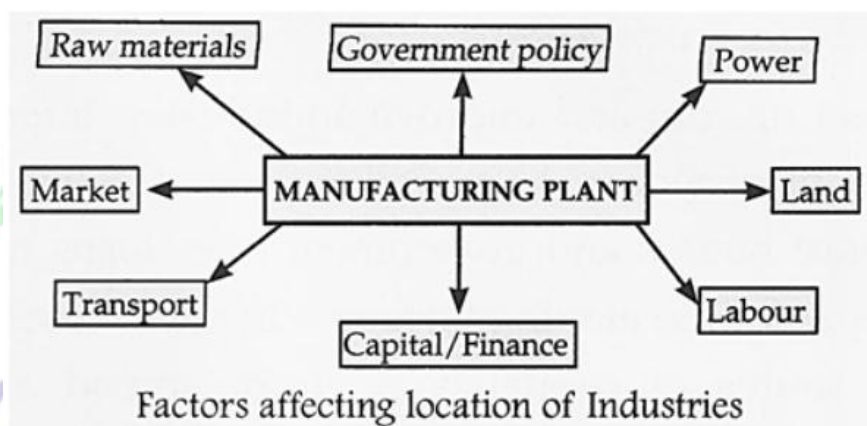 Raw materials
Government policy
Power
Market
MANUFACTURING PLANT
Land
Transport
Capital/Finance
Labour
Factors affecting location of Industries